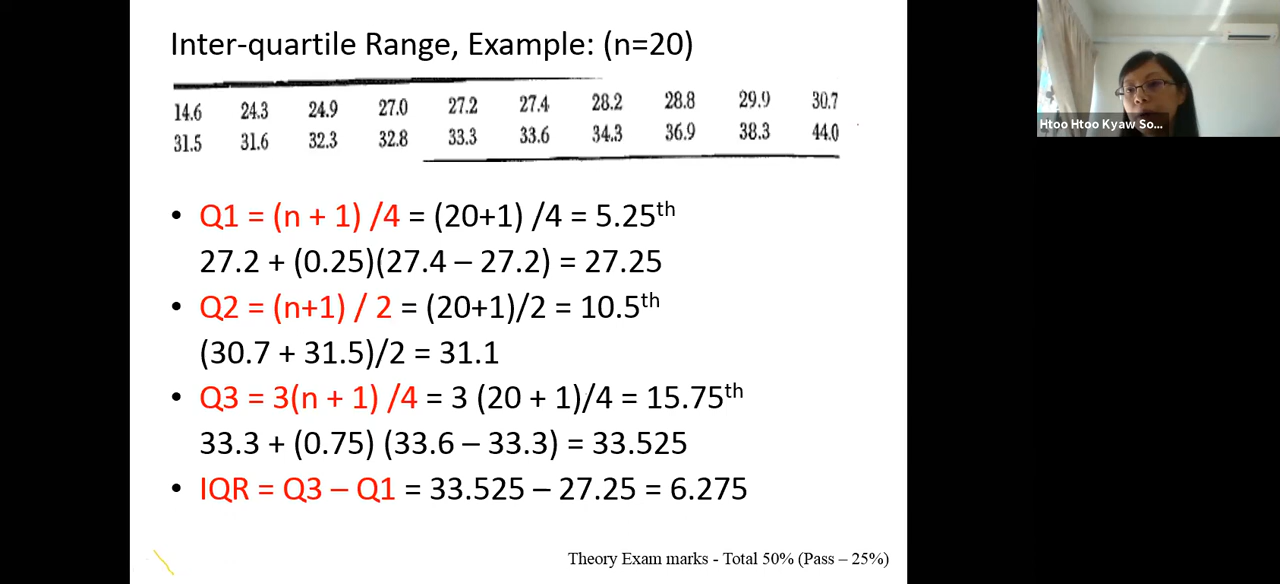 Inter-quartile Range, Example: (n=20)
14.6 24.3 24.9 27.0 27.2 27.4 28.2 28.8 29.9 30.7
31.5 31.6 32.3 32.8 33.3 33.6 34.3 36.9 38.3 44.0
• Q1 = (n + 1) /4 = (20+1) /4 = 5.25th
27.2 + (0.25)(27.4 – 27.2) = 27.25
• Q2 = (n+1) / 2 = (20+1)/2 = 10.5th
(30.7 + 31.5)/2 = 31.1
• Q3 = 3(n + 1) /4 = 3 (20 + 1)/4 = 15.75th
33.3 + (0.75) (33.6 – 33.3) = 33.525
• IQR = Q3 – Q1 = 33.525 – 27.25 = 6.275
Theory Exam marks - Total 50% (Pass – 25%)
Htoo Htoo Kyaw So...